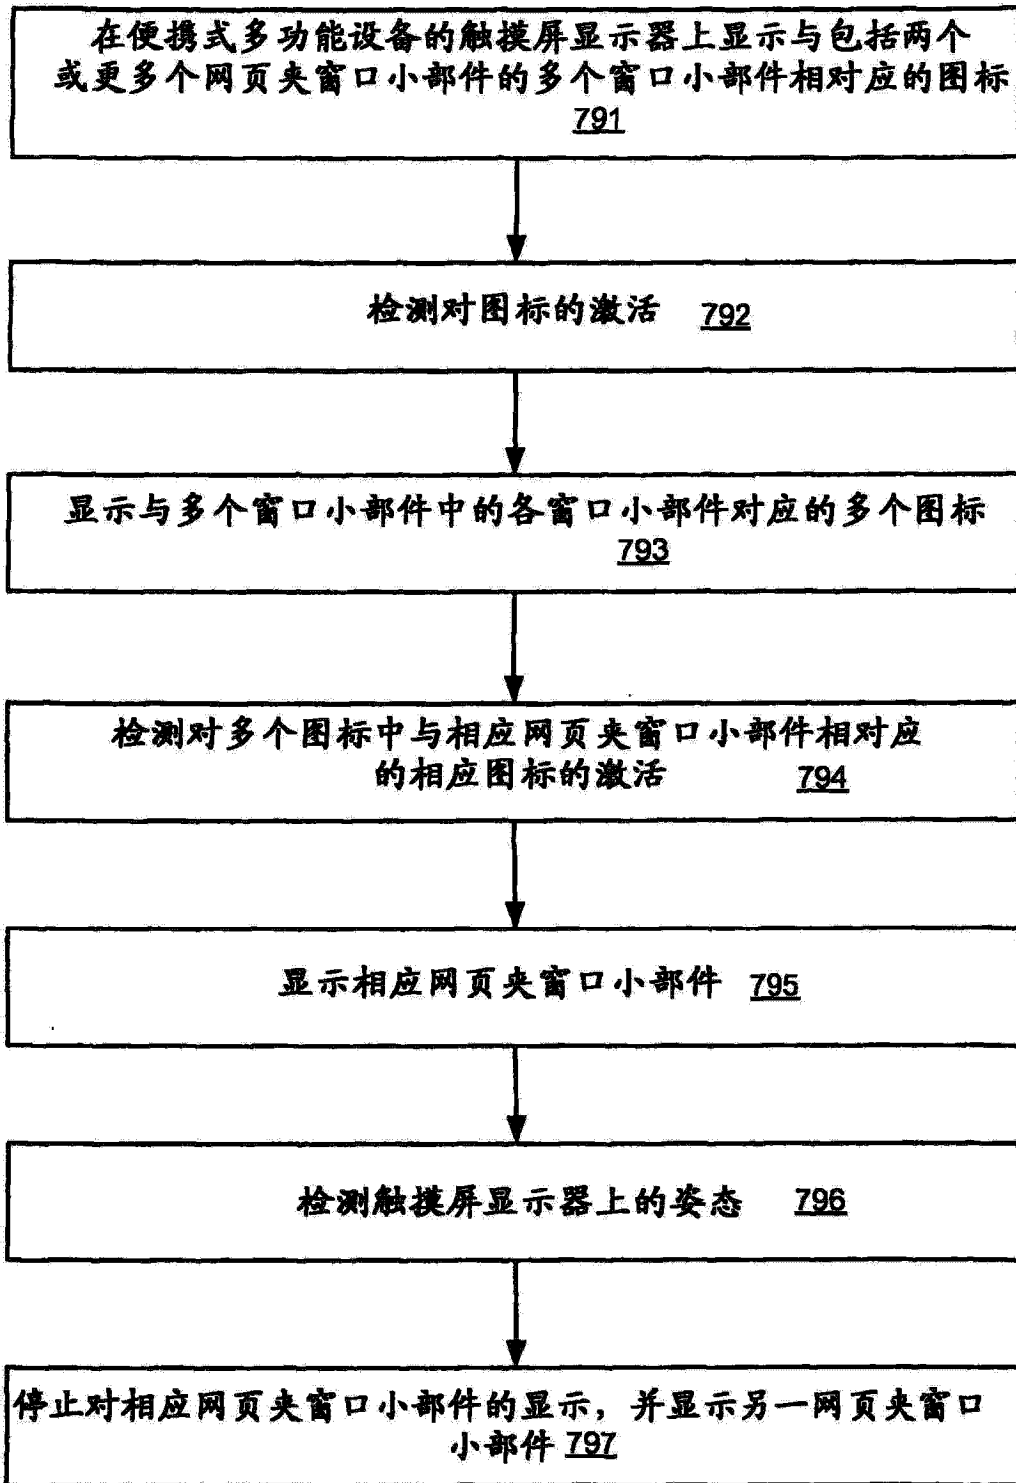 在便携式多功能设备的触摸屏显示器上显示与包括两个
或更多个网页夹窗口小部件的多个窗口小部件相对应的图标
791
检测对图标的激活 792
显示与多个窗口小部件中的各窗口小部件对应的多个图标
793
检测对多个图标中与相应网页夹窗口小部件相对应
的相应图标的激活 794
显示相应网页夹窗口小部件 795
检测触摸屏显示器上的姿态 796
停止对相应网页夹窗口小部件的显示，并显示另一网页夹窗口
小部件 797